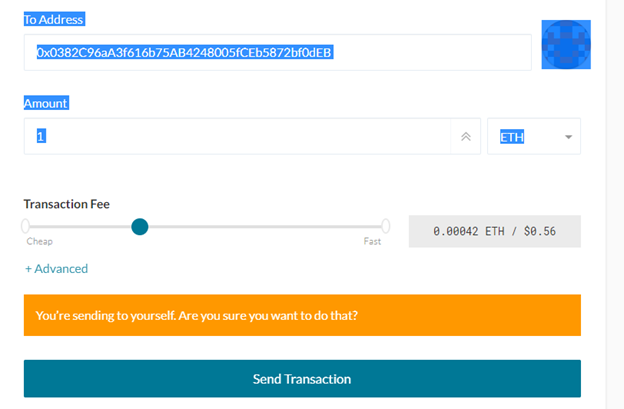 To Address
0x0382C96aA3f616b75AB4248005fCEb5872bf0dEB
Amount
1 ETH
Transaction Fee
0.00042 ETH / $0.56
Cheap Fast
+ Advanced
You're sending to yourself. Are you sure you want to do that?
Send Transaction